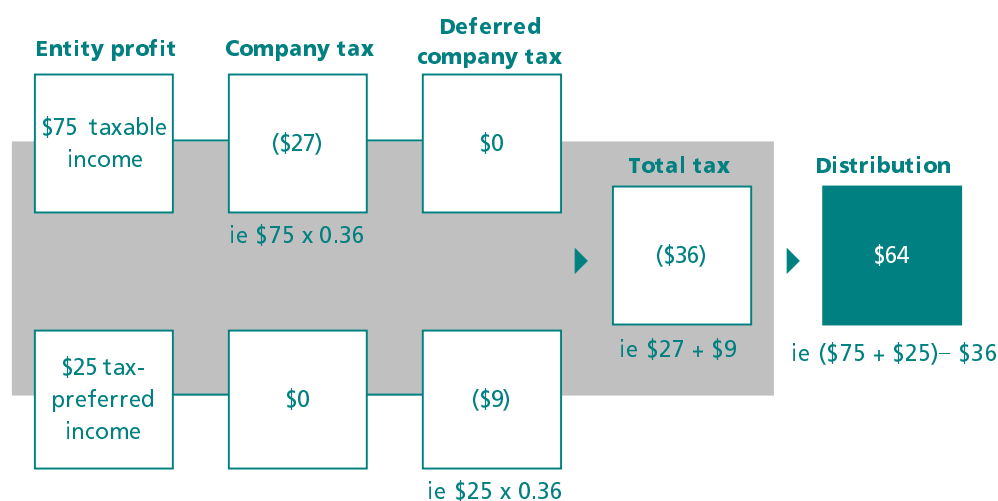 Entity profit
Company tax
Deferred
company tax
$75 taxable
income
($27)
$0
ie $75 x 0.36
Total tax
($36)
ie $27 + $9
Distribution
$64
ie ($75 + $25)– $36
$25 tax-
preferred
income
$0
($9)
ie $25 x 0.36